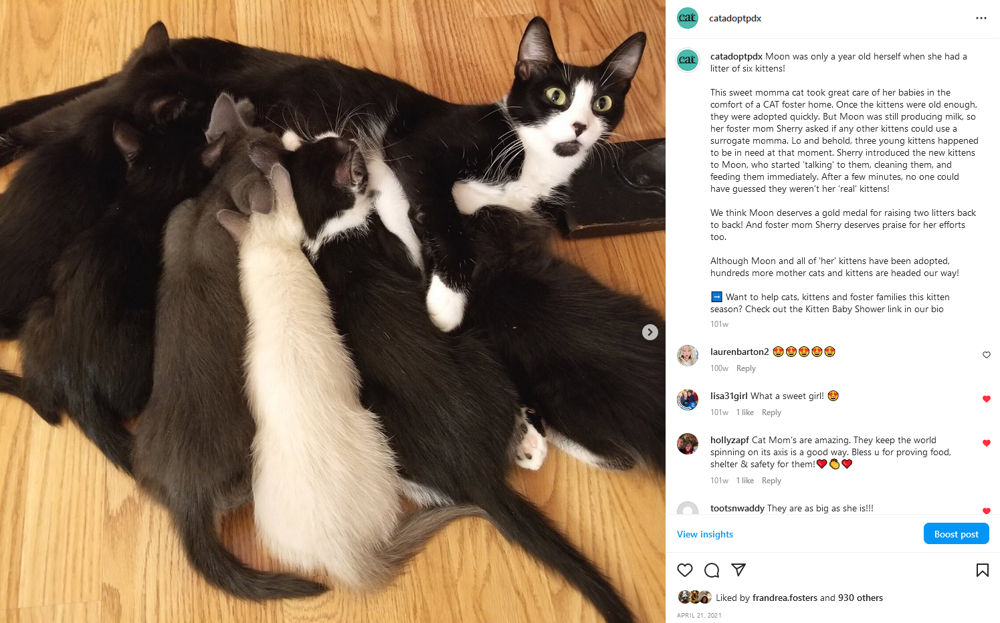 cat
catadoptpdx
cat
catadoptpdx Moon was only a year old herself when she had a
litter of six kittens!
This sweet momma cat took great care of her babies in the
comfort of a CAT foster home. Once the kittens were old enough,
they were adopted quickly. But Moon was still producing milk, so
her foster mom Sherry asked if any other kittens could use a
surrogate momma. Lo and behold, three young kittens happened
to be in need at that moment. Sherry introduced the new kittens
to Moon, who started 'talking' to them, cleaning them, and
feeding them immediately. After a few minutes, no one could
have guessed they weren't her 'real' kittens!
We think Moon deserves a gold medal for raising two litters back
to back! And foster mom Sherry deserves praise for her efforts
too.
Although Moon and all of 'her' kittens have been adopted,
hundreds more mother cats and kittens are headed our way!
➡️ Want to help cats, kittens and foster families this kitten
season? Check out the Kitten Baby Shower link in our bio
101w
laurenbarton2 😍😍😍😍😍
100w Reply
lisa31girl What a sweet girl! 😍
101w 1 like Reply
hollyzapf Cat Mom's are amazing. They keep the world
spinning on its axis is a good way. Bless u for proving food,
shelter & safety for them!❤️👏❤️
101w 1 like Reply
tootsnwaddy They are as big as she is!!!
View insights
Boost post
Liked by frandrea.fosters and 930 others
APRIL 21, 2021